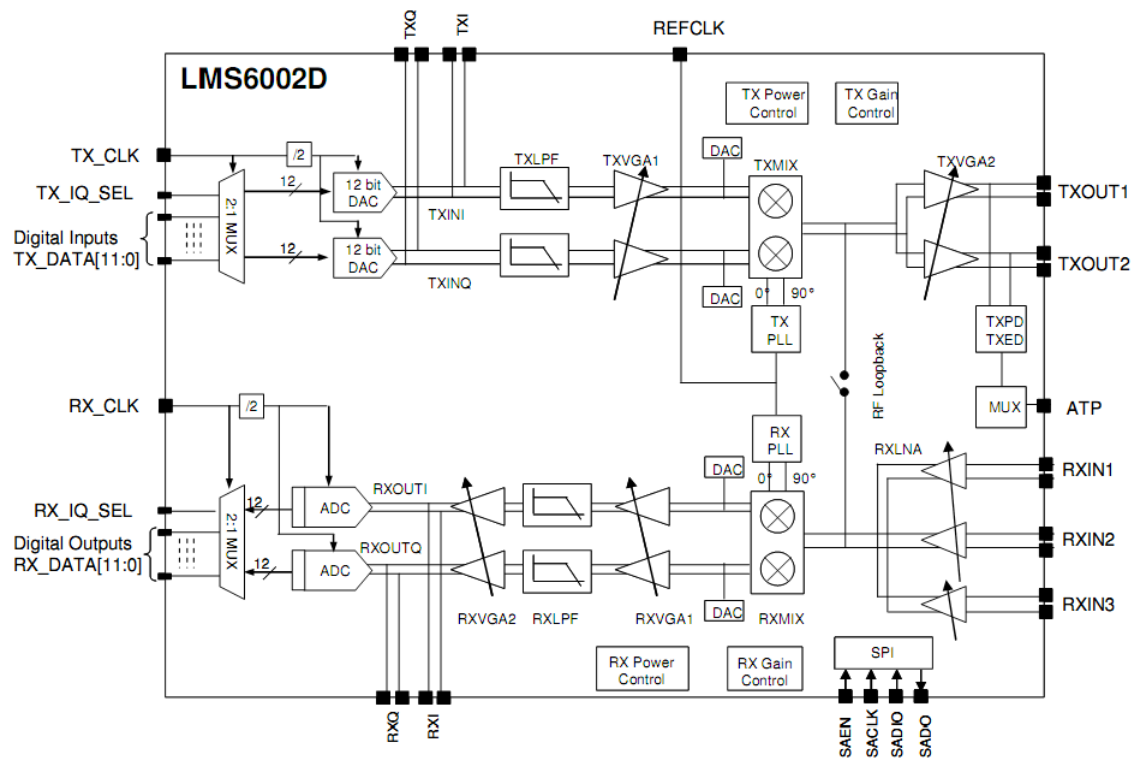 TXQ
TXI
REFCLK
LMS6002D
TX Power
Control
TX Gain
Control
TX_CLK
/2
TXLPF
TXVGA1
DAC
TXMIX
TXVGA2
TX_IQ_SEL
12
12 bit
DAC
TXINI
TXOUT1
2:1 MUX
Digital Inputs
TX_DATA[11:0]
12
12 bit
DAC
TXINQ
TXOUT2
DAC
0°
90°
TX
PLL
TXPD
TXED
RF Loopback
RX_CLK
/2
MUX
ATP
RX
PLL
RXLNA
DAC
0°
90°
RXIN1
RXOUTI
12
ADC
RX_IQ_SEL
2:1 MUX
Digital Outputs
RX_DATA[11:0]
RXOUTQ
12
ADC
RXIN2
RXVGA2
RXLPF
RXVGA1
DAC
RXMIX
RXIN3
RX Power
Control
RX Gain
Control
SPI
RXQ
RXI
SAEN
SACLK
SADIO
SADO